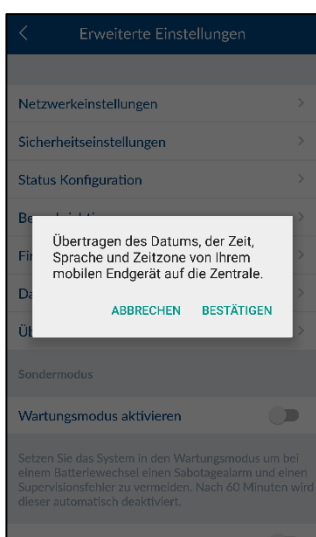 Erweiterte Einstellungen
Netzwerkeinstellungen
Sicherheitseinstellungen
Status Konfiguration
Übertragen des Datums, der Zeit,
Sprache und Zeitzone von Ihrem
mobilen Endgerät auf die Zentrale.
ABBRECHEN BESTÄTIGEN
Sondermodus
Wartungsmodus aktivieren
Setzen Sie das System in den Wartungsmodus um bei
einem Batteriewechsel einen Sabotagealarm und einen
Supervisionsfehler zu vermeiden. Nach 60 Minuten wird
dieser automatisch deaktiviert.